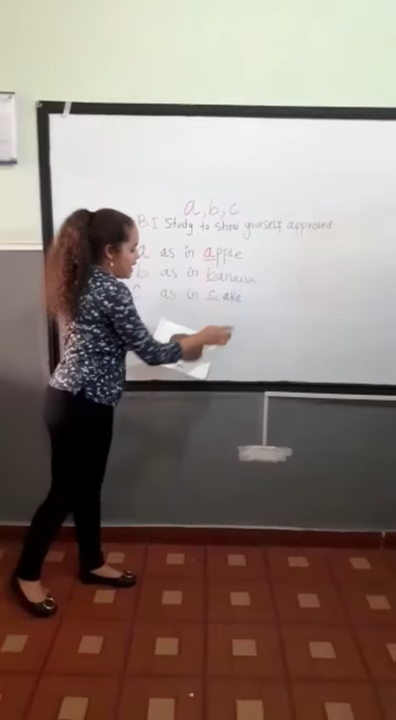 a, b, c
B.I Study to show yourself approved
a as in apple
b as in banana
c as in cake